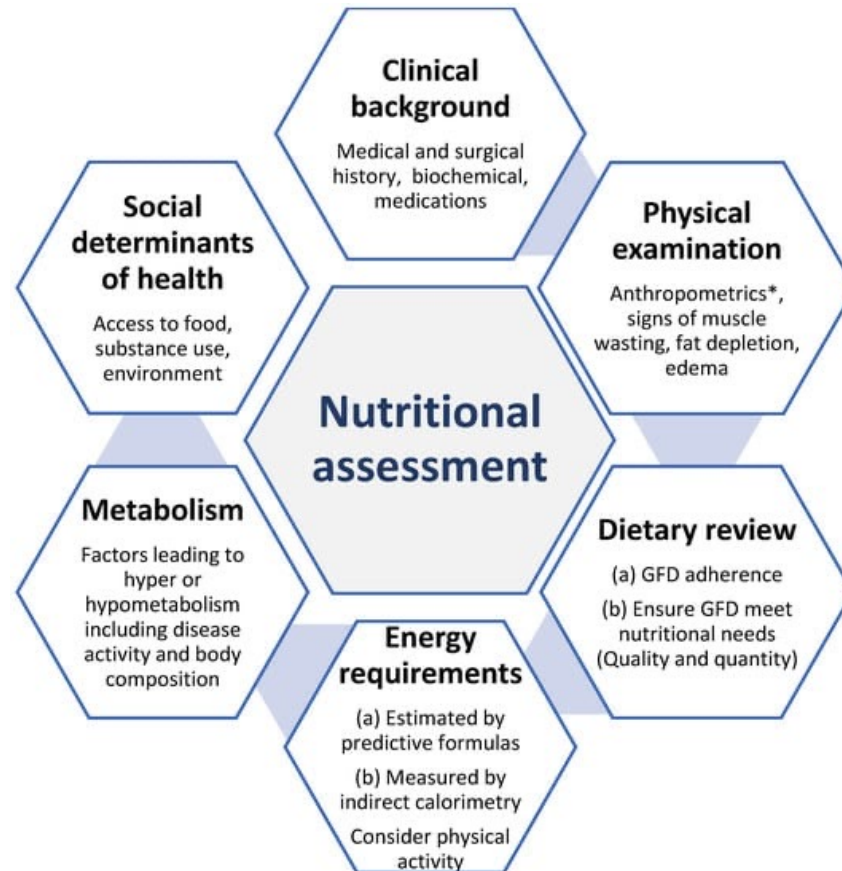 Clinical
background
Medical and surgical
history, biochemical,
medications
Social
determinants
of health
Access to food,
substance use,
environment
Physical
examination
Anthropometrics*,
signs of muscle
wasting, fat depletion,
edema
Nutritional
assessment
Metabolism
Factors leading to
hyper or
hypometabolism
including disease
activity and body
composition
Dietary review
(a) GFD adherence
(b) Ensure GFD meet
nutritional needs
(Quality and quantity)
Energy
requirements
(a) Estimated by
predictive formulas
(b) Measured by
indirect calorimetry
Consider physical
activity